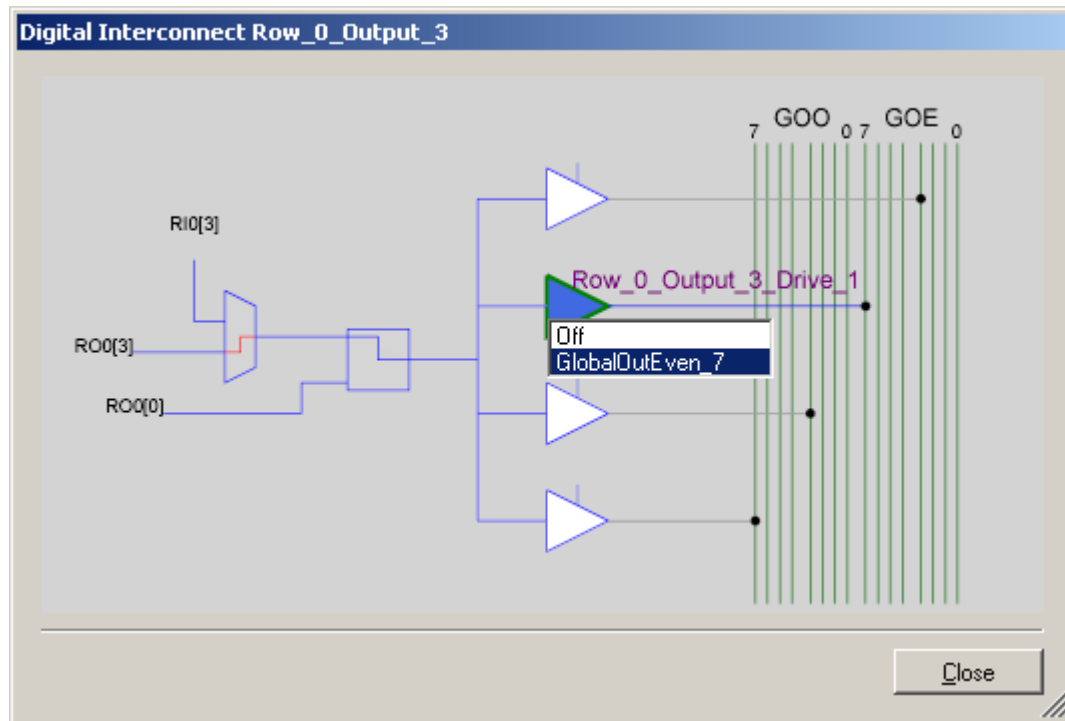 Digital Interconnect Row_0_Output_3
7 GOO 0 7 GOE 0
RI0[3]
Row_0_Output_3_Drive_1
Off
RO0[3]
GlobalOutEven_7
RO0[0]
Close